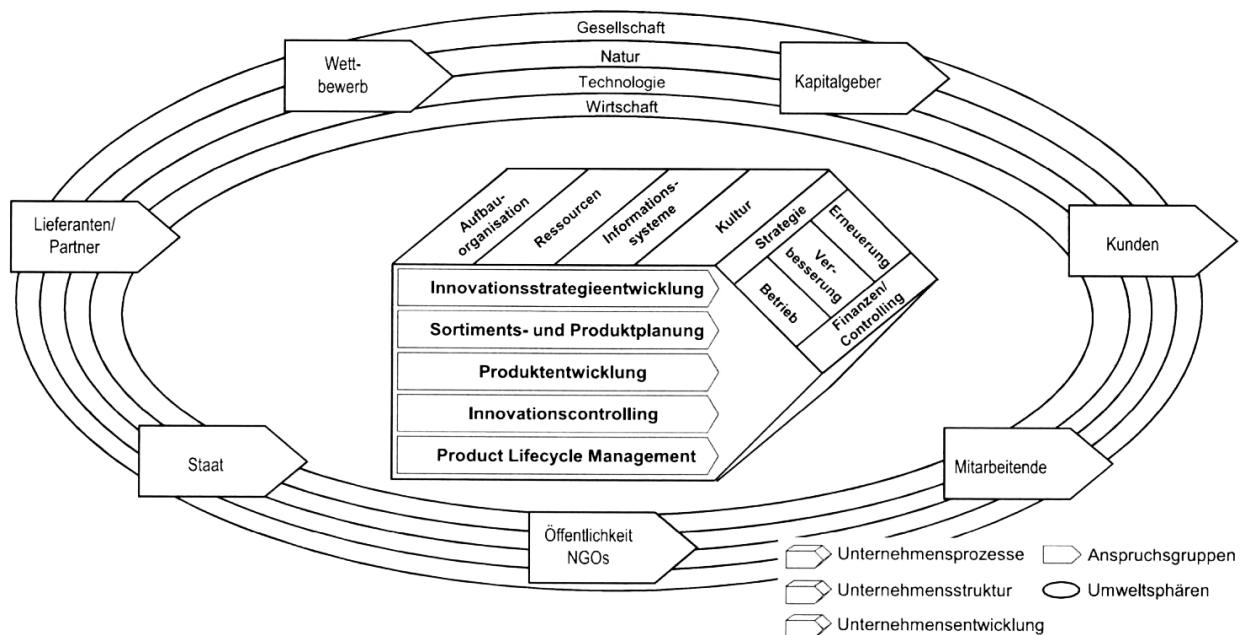 Gesellschaft
Natur
Technologie
Wirtschaft
Wett-
bewerb
Kapitalgeber
Lieferanten/
Partner
Kunden
Aufbau-
organisation
Ressourcen
Informations-
systeme
Kultur
Strategie
Erneuerung
Ver-
besserung
Betrieb
Finanzen/
Controlling
Innovationsstrategieentwicklung
Sortiments- und Produktplanung
Produktentwicklung
Innovationscontrolling
Product Lifecycle Management
Staat
Mitarbeitende
Öffentlichkeit
NGOs
Unternehmensprozesse
Anspruchsgruppen
Unternehmensstruktur
Umweltsphären
Unternehmensentwicklung